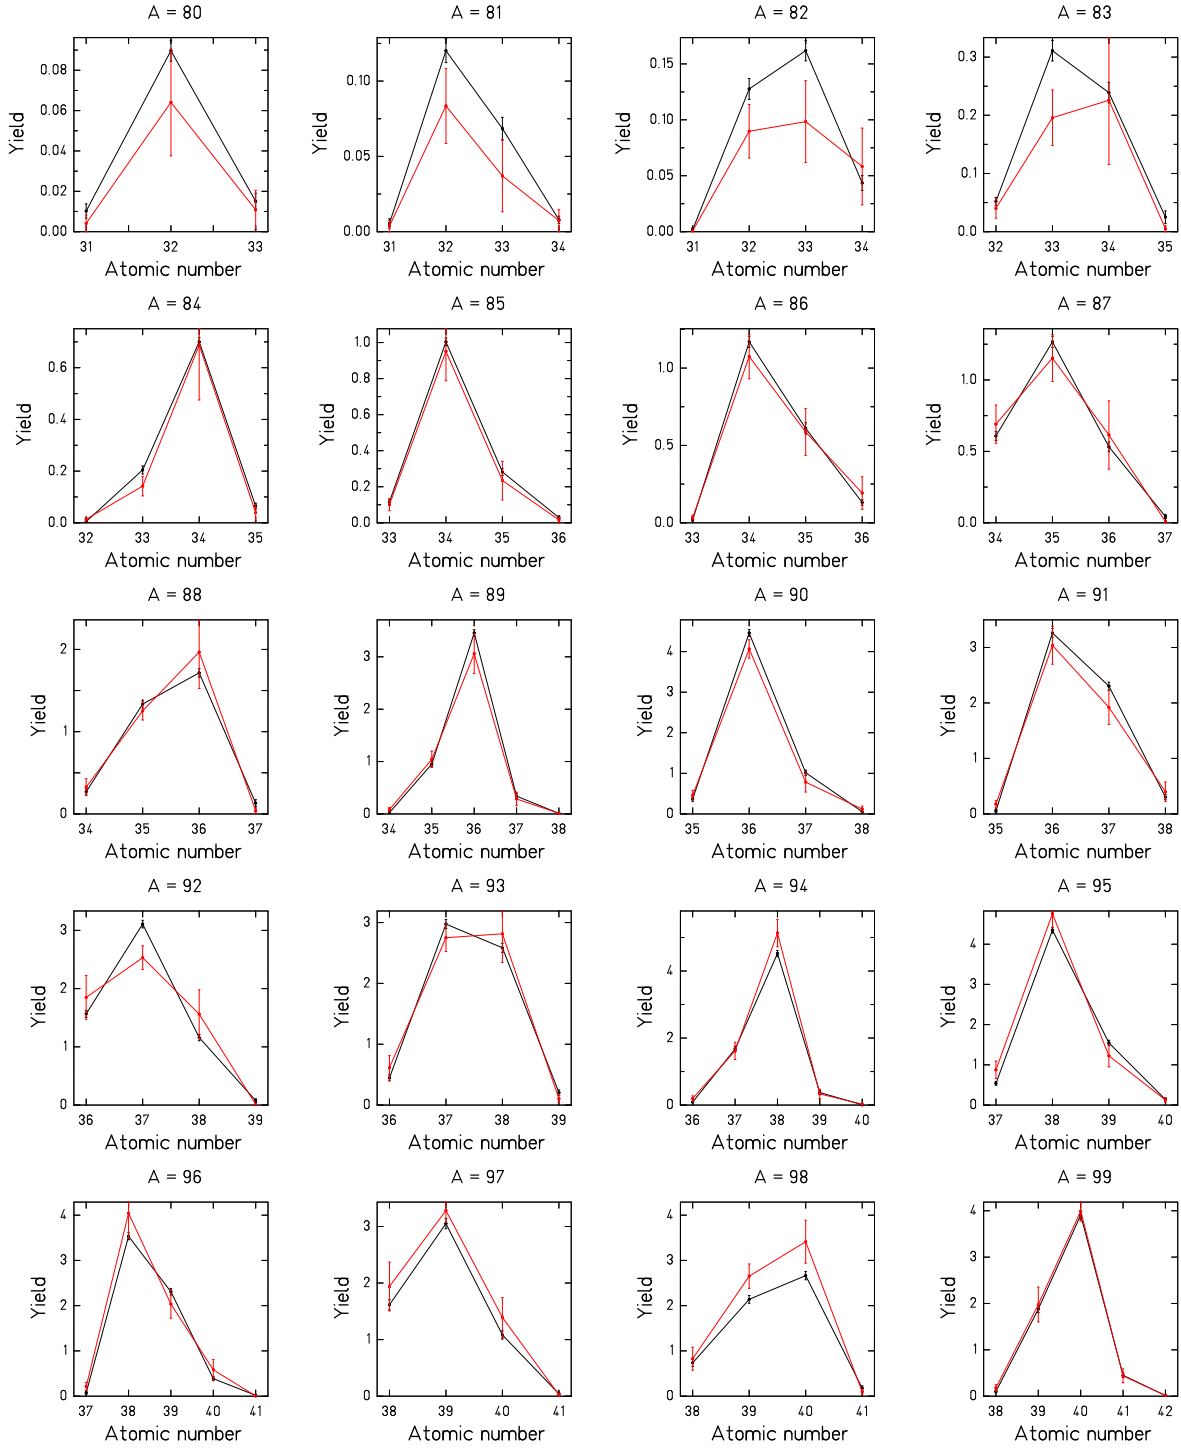 A = 80
A = 81
A = 82
A = 83
Yield
0.08
0.06
0.04
0.02
0.00
31
32
33
Atomic number
Yield
0.10
0.05
0.00
31
32
33
34
Atomic number
Yield
0.15
0.10
0.05
0.00
31
32
33
34
Atomic number
Yield
0.3
0.2
0.1
0.0
32
33
34
35
Atomic number
A = 84
A = 85
A = 86
A = 87
Yield
0.6
0.4
0.2
0.0
32
33
34
35
Atomic number
Yield
1.0
0.8
0.6
0.4
0.2
0.0
33
34
35
36
Atomic number
Yield
1.0
0.5
0.0
33
34
35
36
Atomic number
Yield
1.0
0.5
0.0
34
35
36
37
Atomic number
A = 88
A = 89
A = 90
A = 91
Yield
2
1
0
34
35
36
37
Atomic number
Yield
3
2
1
0
34
35
36
37
38
Atomic number
Yield
4
3
2
1
0
35
36
37
38
Atomic number
Yield
3
2
1
0
35
36
37
38
Atomic number
A = 92
A = 93
A = 94
A = 95
Yield
3
2
1
0
36
37
38
39
Atomic number
Yield
3
2
1
0
36
37
38
39
Atomic number
Yield
4
2
0
36
37
38
39
40
Atomic number
Yield
4
3
2
1
0
37
38
39
40
Atomic number
A = 96
A = 97
A = 98
A = 99
Yield
4
3
2
1
0
37
38
39
40
41
Atomic number
Yield
3
2
1
0
38
39
40
41
Atomic number
Yield
4
3
2
1
0
38
39
40
41
Atomic number
Yield
4
3
2
1
0
38
39
40
41
42
Atomic number